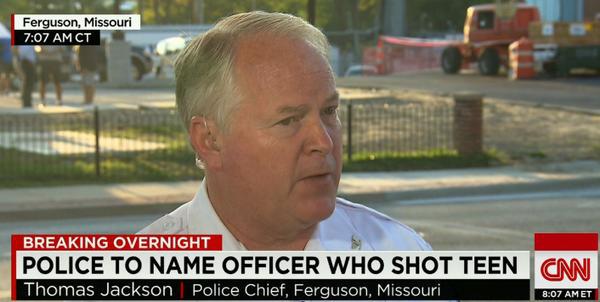 Ferguson, Missouri
7:07 AM CT
BREAKING OVERNIGHT
POLICE TO NAME OFFICER WHO SHOT TEEN
Thomas Jackson | Police Chief, Ferguson, Missouri
CNN
8:07 AM ET